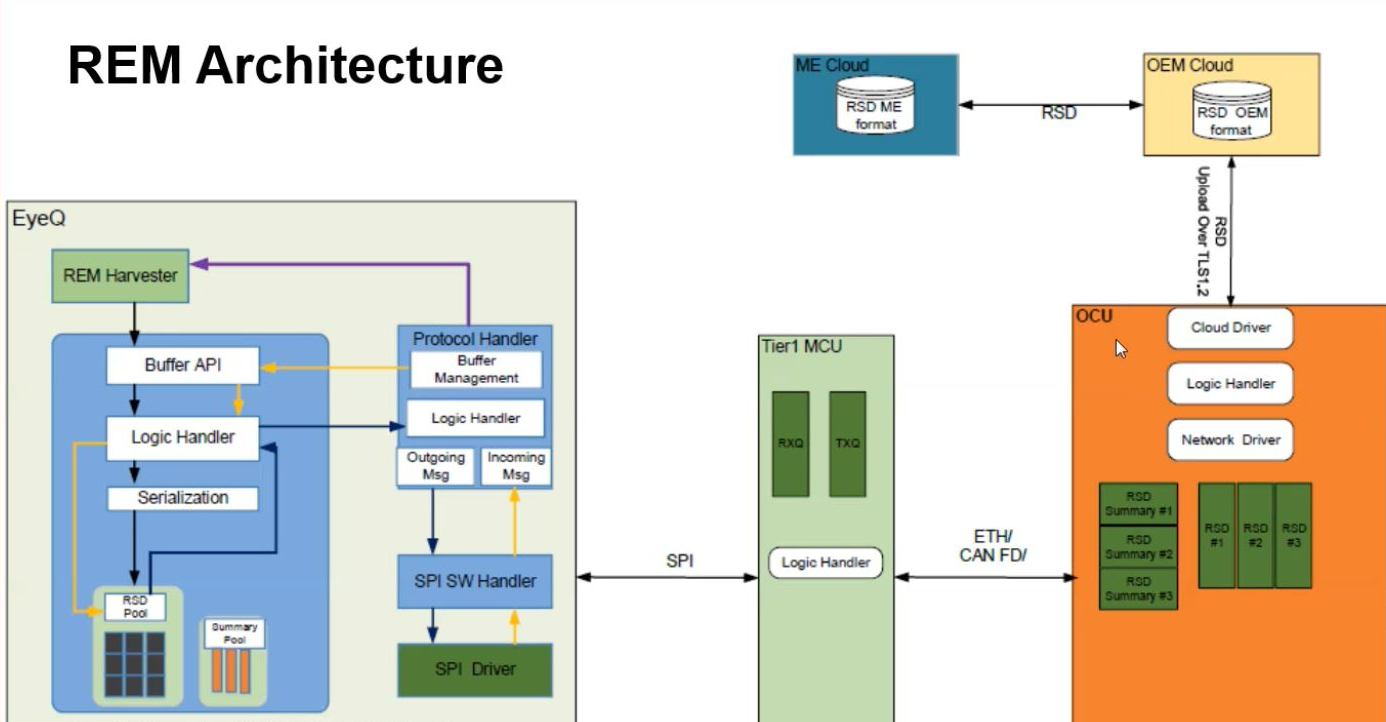 REM Architecture
ME Cloud
RSD ME
format
RSD
OEM Cloud
RSD OEM
format
RSD
Upload Over TLS1.2
EyeQ
REM Harvester
Buffer API
Logic Handler
Serialization
RSD
Pool
Summary
Pool
Protocol Handler
Buffer
Management
Logic Handler
Outgoing
Msg
Incoming
Msg
SPI SW Handler
SPI Driver
SPI
Tier1 MCU
RXQ
TXQ
Logic Handler
ETH/
CAN FD/
OCU
Cloud Driver
Logic Handler
Network Driver
RSD
Summary #1
RSD
Summary #2
RSD
Summary #3
RSD
#1
RSD
#2
RSD
#3